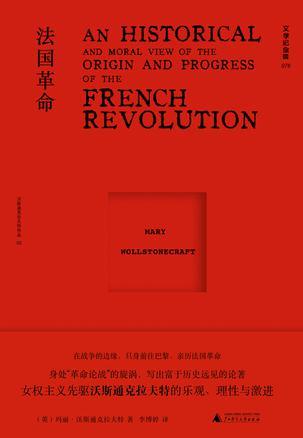 法国革命
AN HISTORICAL
AND MORAL VIEW OF THE
ORIGIN AND PROGRESS
OF THE
FRENCH
REVOLUTION
文学纪念碑
MARY
WOLLSTONECRAFT
在战争的边缘，只身前往巴黎，亲历法国革命
身处“革命论战”的旋涡，写出富于历史远见的论著
女权主义先驱沃斯通克拉夫特的乐观、理性与激进
（英）玛丽·沃斯通克拉夫特 著 李博婷 译